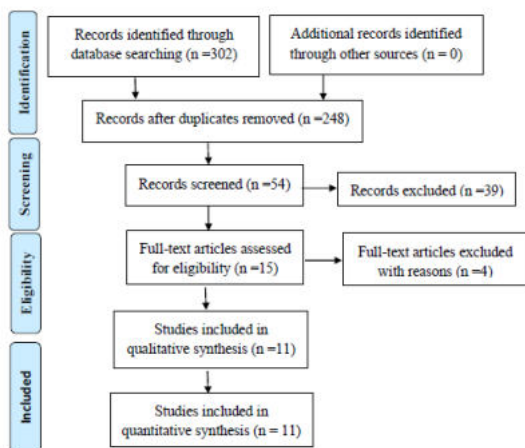 Identification
Records identified through
database searching (n =302)
Additional records identified
through other sources (n = 0)
Records after duplicates removed (n =248)
Screening
Records screened (n =54)
Records excluded (n =39)
Eligibility
Full-text articles assessed
for eligibility (n =15)
Full-text articles excluded
with reasons (n =4)
Studies included in
qualitative synthesis (n =11)
Included
Studies included in
quantitative synthesis (n = 11)